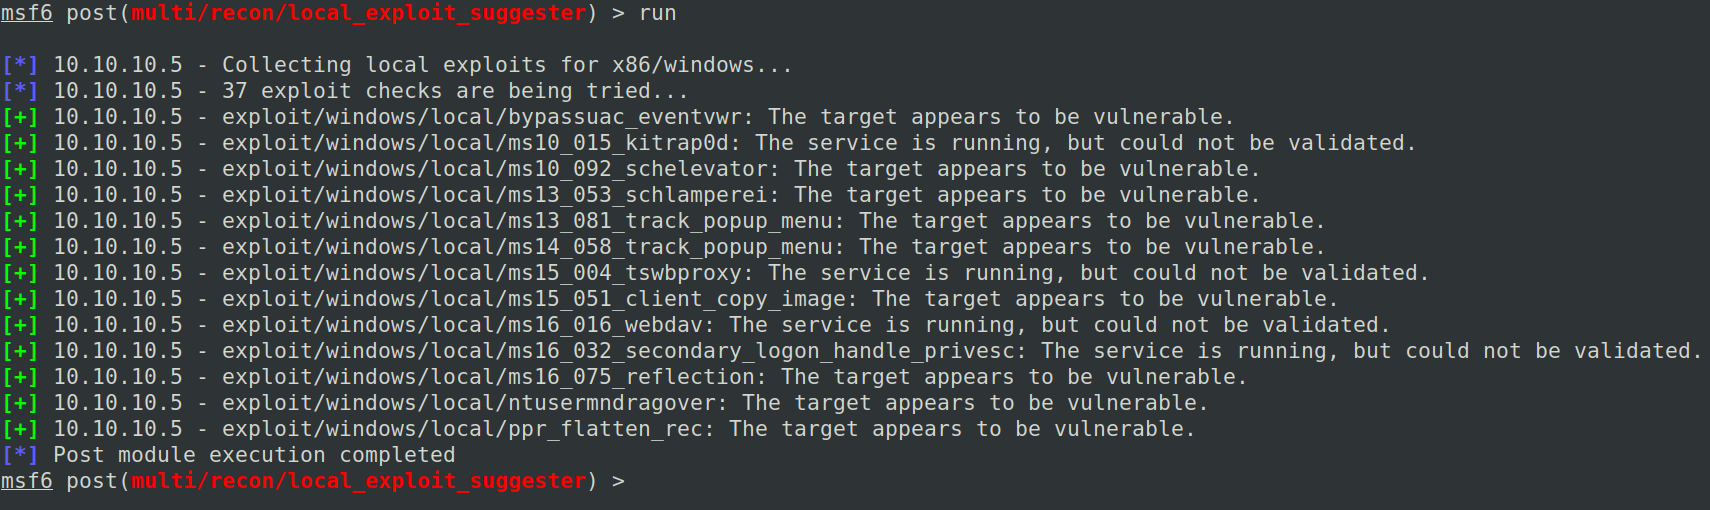 msf6 post(multi/recon/local_exploit_suggester) > run
[*] 10.10.10.5 - Collecting local exploits for x86/windows...
[*] 10.10.10.5 - 37 exploit checks are being tried...
[+] 10.10.10.5 - exploit/windows/local/bypassuac_eventvwr: The target appears to be vulnerable.
[+] 10.10.10.5 - exploit/windows/local/ms10_015_kitrap0d: The service is running, but could not be validated.
[+] 10.10.10.5 - exploit/windows/local/ms10_092_schelevator: The target appears to be vulnerable.
[+] 10.10.10.5 - exploit/windows/local/ms13_053_schlamperei: The target appears to be vulnerable.
[+] 10.10.10.5 - exploit/windows/local/ms13_081_track_popup_menu: The target appears to be vulnerable.
[+] 10.10.10.5 - exploit/windows/local/ms14_058_track_popup_menu: The target appears to be vulnerable.
[+] 10.10.10.5 - exploit/windows/local/ms15_004_tswbproxy: The service is running, but could not be validated.
[+] 10.10.10.5 - exploit/windows/local/ms15_051_client_copy_image: The target appears to be vulnerable.
[+] 10.10.10.5 - exploit/windows/local/ms16_016_webdav: The service is running, but could not be validated.
[+] 10.10.10.5 - exploit/windows/local/ms16_032_secondary_logon_handle_privesc: The service is running, but could not be validated.
[+] 10.10.10.5 - exploit/windows/local/ms16_075_reflection: The target appears to be vulnerable.
[+] 10.10.10.5 - exploit/windows/local/ntusermndragover: The target appears to be vulnerable.
[+] 10.10.10.5 - exploit/windows/local/ppr_flatten_rec: The target appears to be vulnerable.
[*] Post module execution completed
msf6 post(multi/recon/local_exploit_suggester) >